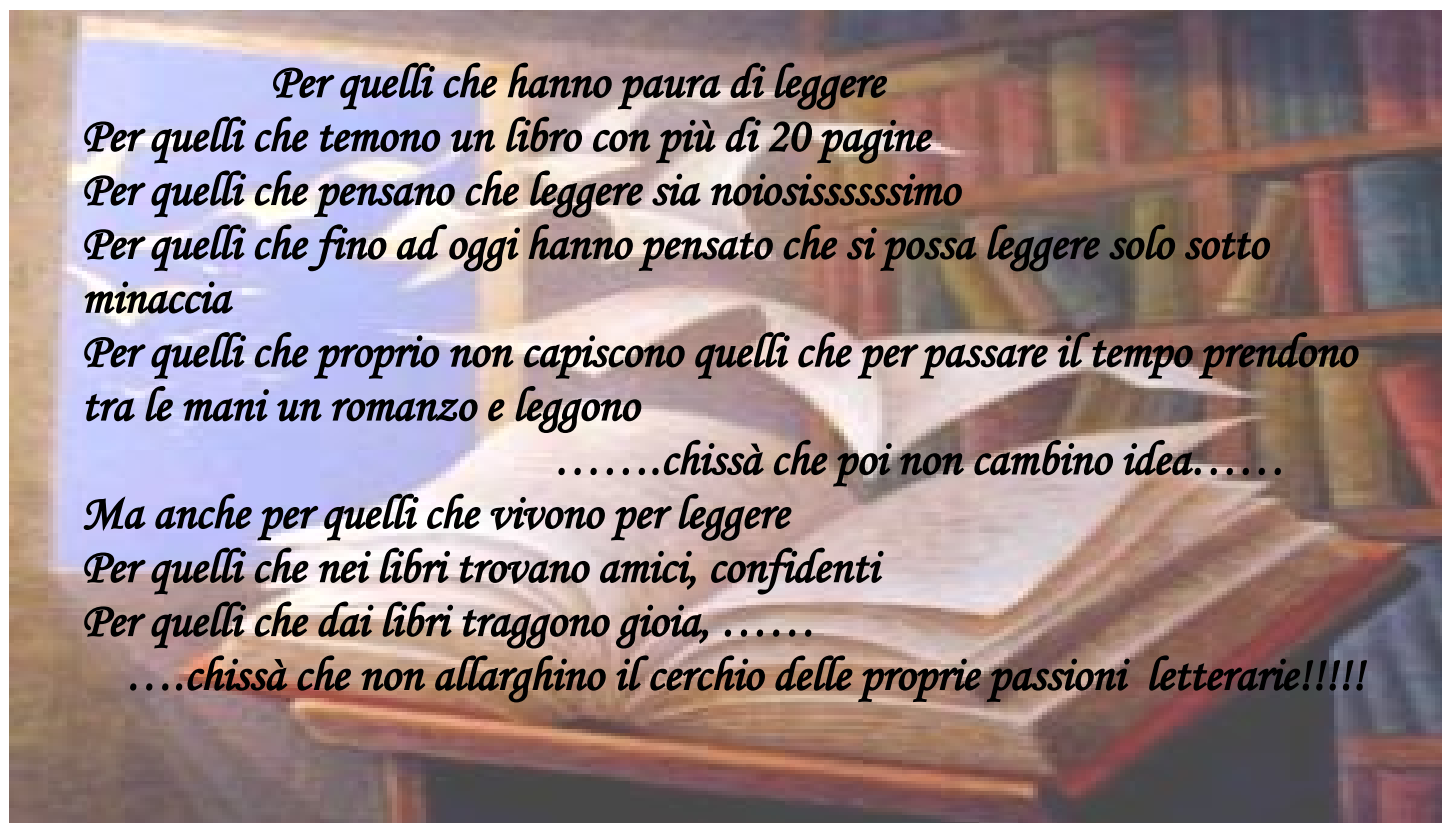 Per quelli che hanno paura di leggere
Per quelli che temono un libro con più di 20 pagine
Per quelli che pensano che leggere sia noiosissssssimo
Per quelli che fino ad oggi hanno pensato che si possa leggere solo sotto
minaccia
Per quelli che proprio non capiscono quelli che per passare il tempo prendono
tra le mani un romanzo e leggono
…….chissà che poi non cambino idea……
Ma anche per quelli che vivono per leggere
Per quelli che nei libri trovano amici, confidenti
Per quelli che dai libri traggono gioia, ……
….chissà che non allarghino il cerchio delle proprie passioni  letterarie!!!!!